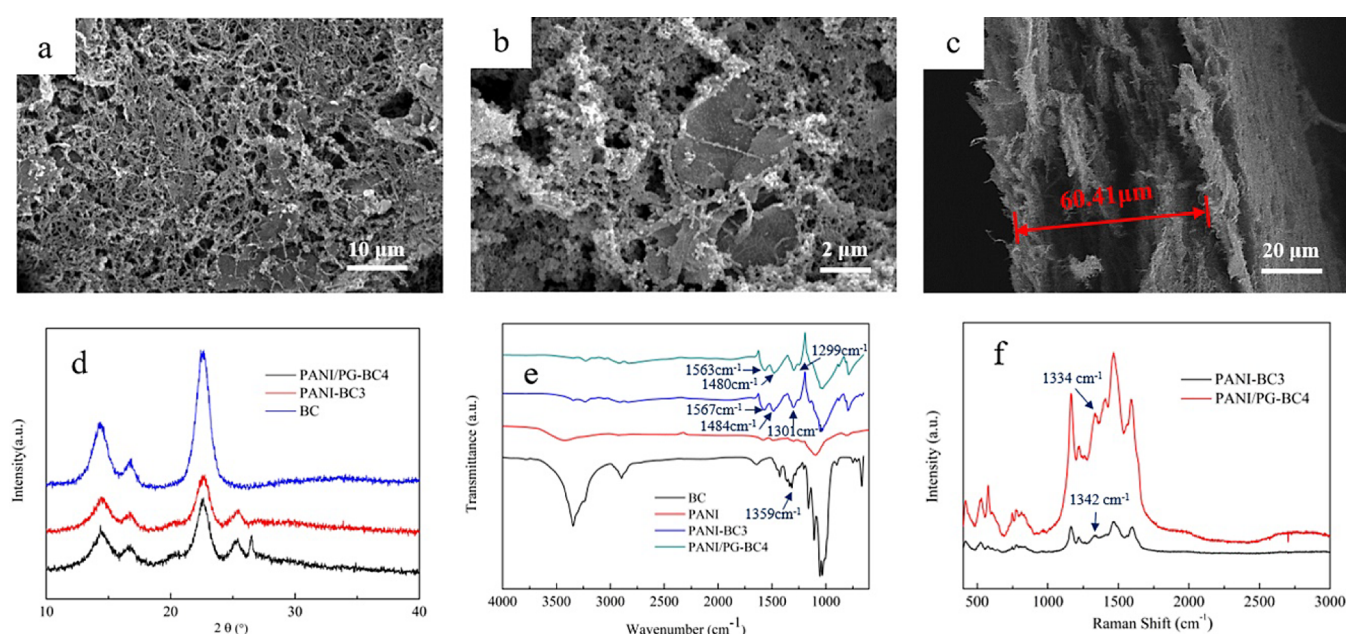 a
10 μm
b
2 μm
c
60.41μm
20 μm
d
PANI/PG-BC4
PANI-BC3
BC
Intensity(a.u.)
10
20
30
40
2 θ (°)
e
1299cm-1
1563cm-1
1480cm-1
1567cm-1
1484cm-1
1301cm-1
1359cm-1
BC
PANI
PANI-BC3
PANI/PG-BC4
Transmittance (a.u.)
4000
3500
3000
2500
2000
1500
1000
Wavenumber (cm-1)
f
1334 cm-1
1342 cm-1
PANI-BC3
PANI/PG-BC4
Intensity (a.u.)
500
1000
1500
2000
2500
3000
Raman Shift (cm-1)